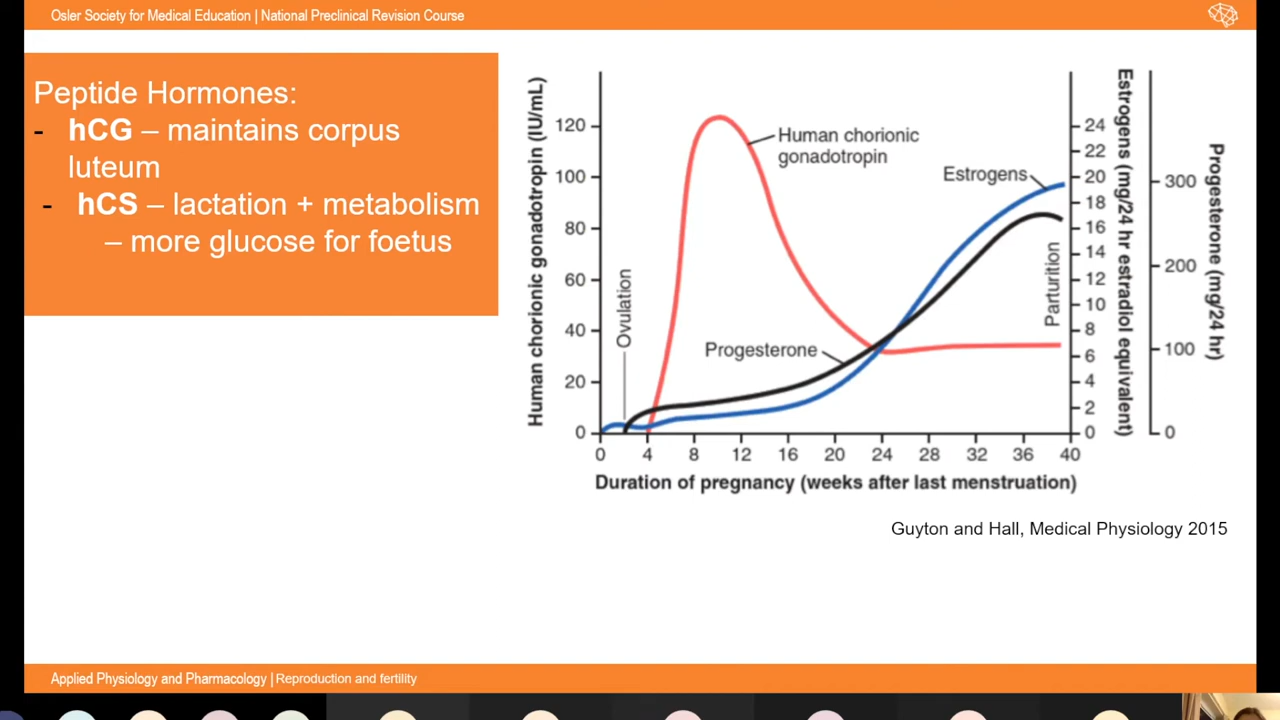 Osler Society for Medical Education | National Preclinical Revision Course
Peptide Hormones:
- hCG – maintains corpus
luteum
- hCS – lactation + metabolism
– more glucose for foetus
Human chorionic gonadotropin (IU/mL)
120
100
80
60
40
20
0
Ovulation
Human chorionic
gonadotropin
Estrogens
Progesterone
Parturition
24
22
20
18
16
14
12
10
8
6
4
2
0
Estrogens (mg/24 hr estradiol equivalent)
300
200
100
0
Progesterone (mg/24 hr)
0 4 8 12 16 20 24 28 32 36 40
Duration of pregnancy (weeks after last menstruation)
Guyton and Hall, Medical Physiology 2015
Applied Physiology and Pharmacology | Reproduction and fertility